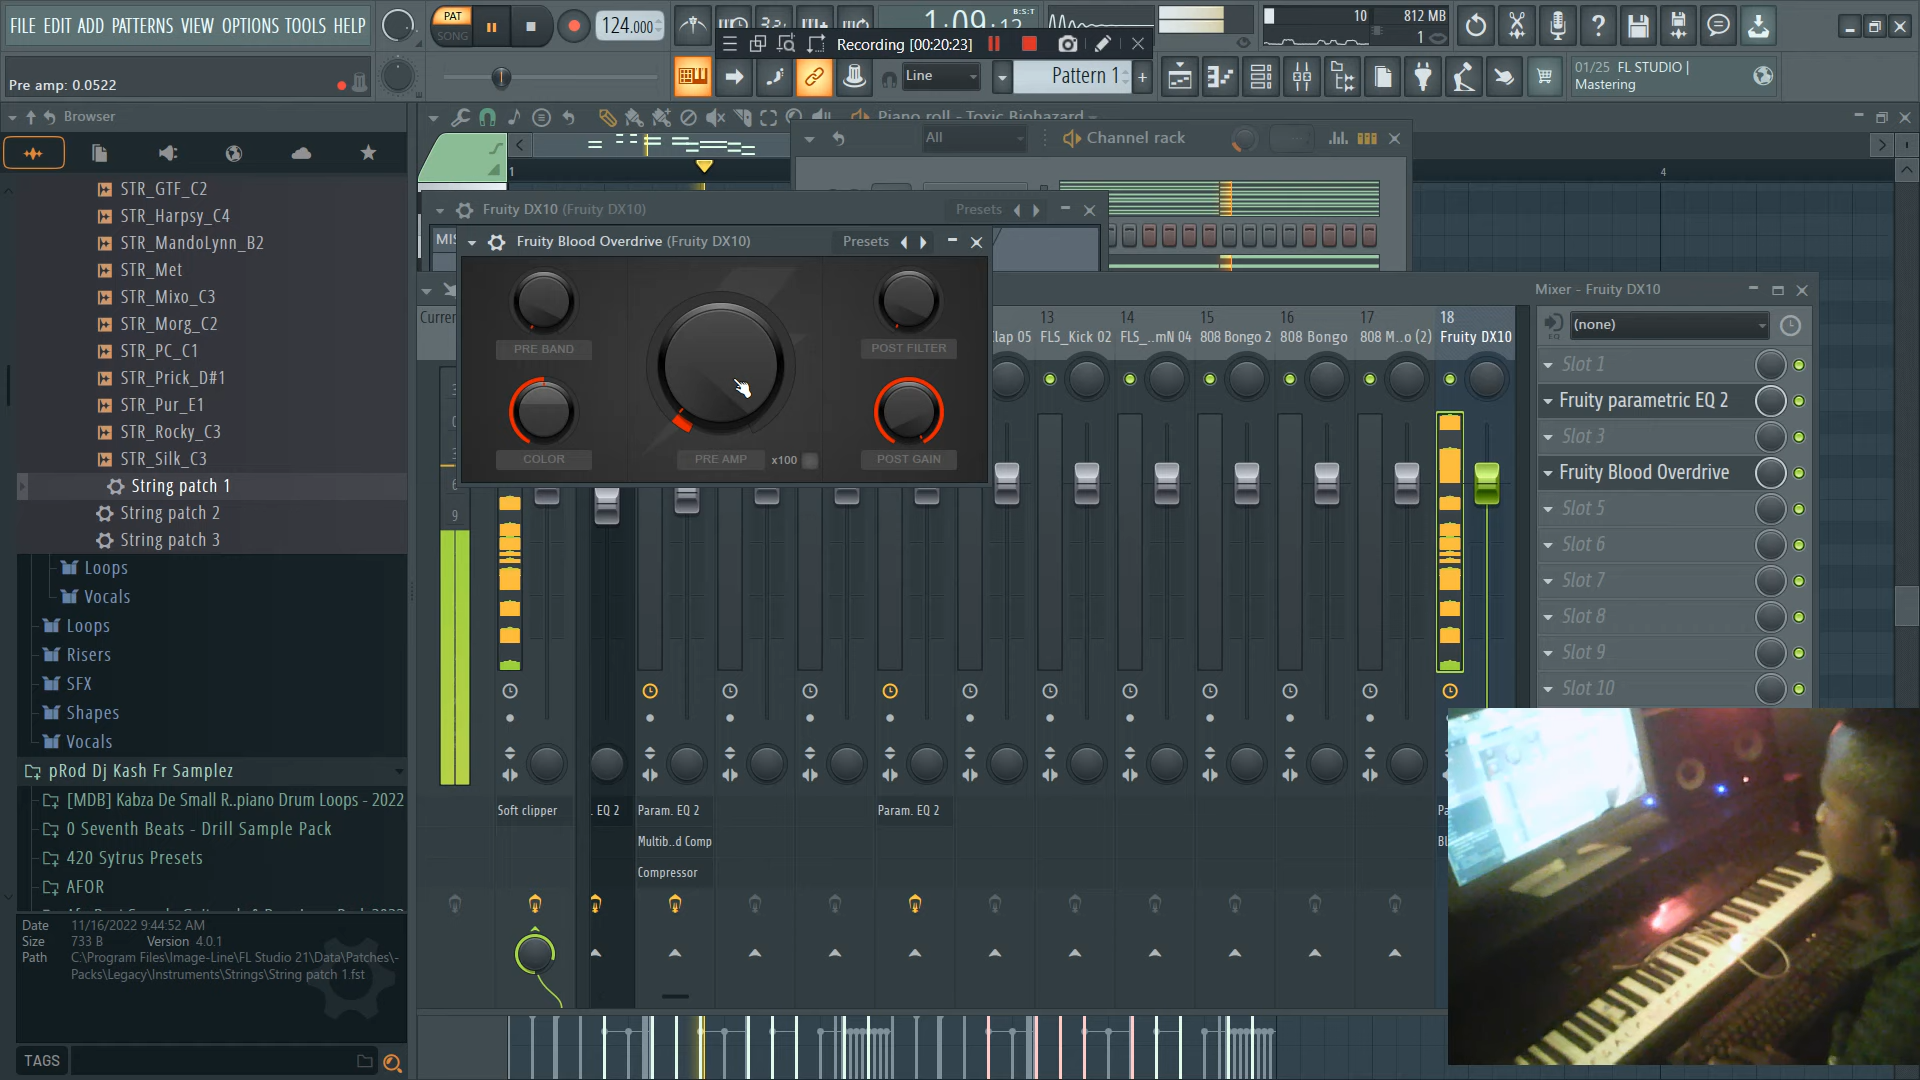 FILE EDIT ADD PATTERNS VIEW OPTIONS TOOLS HELP
PAT
SONG
124.000
1:09
B:S:T
10
812 MB
1
Recording [00:20:23]
Pre amp: 0.0522
Line
Pattern 1
01/25 FL STUDIO |
Mastering
Browser
Piano roll - Toxic Biohazard
All
Channel rack
1
4
STR_GTF_C2
STR_Harpsy_C4
STR_MandoLynn_B2
STR_Met
STR_Mixo_C3
STR_Morg_C2
STR_PC_C1
STR_Prick_D#1
STR_Pur_E1
STR_Rocky_C3
STR_Silk_C3
String patch 1
String patch 2
String patch 3
Loops
Vocals
Loops
Risers
SFX
Shapes
Vocals
pRod Dj Kash Fr Samplez
[MDB] Kabza De Small R..piano Drum Loops - 2022
0 Seventh Beats - Drill Sample Pack
420 Sytrus Presets
AFOR
Date 11/16/2022 9:44:52 AM
Size 733 B Version 4.0.1
Path C:\Program Files\Image-Line\FL Studio 21\Data\Patches\-
Packs\Legacy\Instruments\Strings\String patch 1.fst
TAGS
Fruity DX10 (Fruity DX10)
Presets
Fruity Blood Overdrive (Fruity DX10)
Presets
PRE BAND
POST FILTER
COLOR
PRE AMP
x100
POST GAIN
Mixer - Fruity DX10
13
FLS_Kick 02
14
FLS_..mN 04
15
808 Bongo 2
16
808 Bongo
17
808 M..o (2)
18
Fruity DX10
(none)
Slot 1
Fruity parametric EQ 2
Slot 3
Fruity Blood Overdrive
Slot 5
Slot 6
Slot 7
Slot 8
Slot 9
Slot 10
9
Soft clipper
EQ 2
Param. EQ 2
Param. EQ 2
Multib..d Comp
Compressor